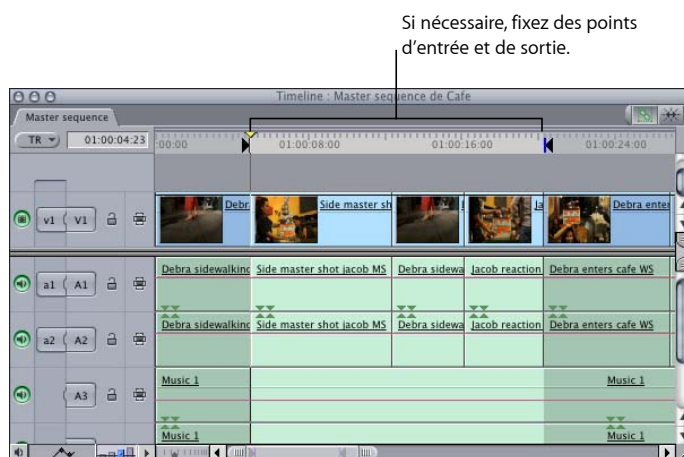 Si nécessaire, fixez des points
d'entrée et de sortie.
Timeline : Master sequence de Cafe
Master sequence
TR 01:00:04:23 :00:00 01:00:08:00 01:00:16:00 01:00:24:00
v1 V1 Debr Side master sh Debra enter
a1 A1 Debra sidewalking Side master shot jacob MS Debra sidewa Jacob reaction Debra enters cafe WS
a2 A2 Debra sidewalking Side master shot jacob MS Debra sidewa Jacob reaction Debra enters cafe WS
A3 Music 1 Music 1
Music 1 Music 1